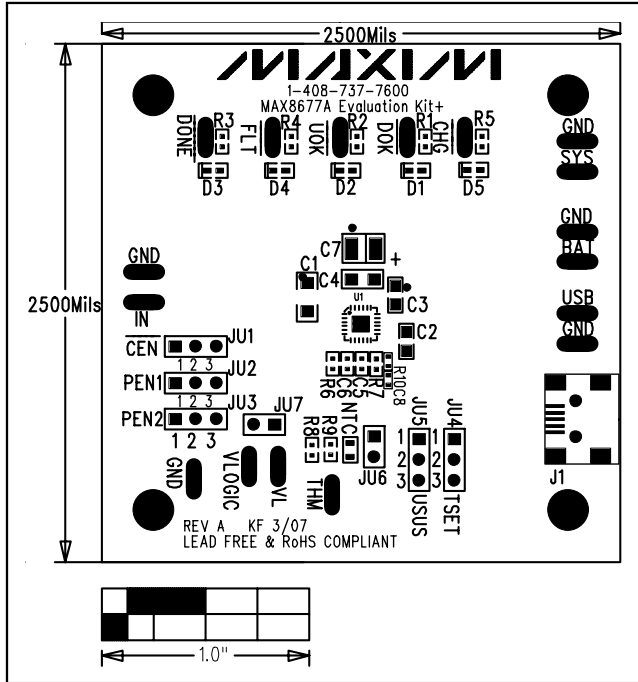 2500Mils
MAXIM
1-408-737-7600
MAX8677A Evaluation Kit+
DONE R3 FLT R4 UOK R2 DOK R1 CHG R5
D3 D4 D2 D1 D5
GND
SYS
GND
BAT
USB
GND
C7
C1
C4
+
U1
C3
C2
GND
2500Mils
IN
CEN JU1
1 2 3
PEN1 JU2
1 2 3
PEN2 JU3
1 2 3
JU7
R6 C6 C5 R7 R10 C8
R8 R9 NTC
JU6
JU5 JU4
1 1
2 2
3 3
USUS TSET
J1
GND VLOGIC VL THM
REV A KF 3/07
LEAD FREE & RoHS COMPLIANT
1.0"